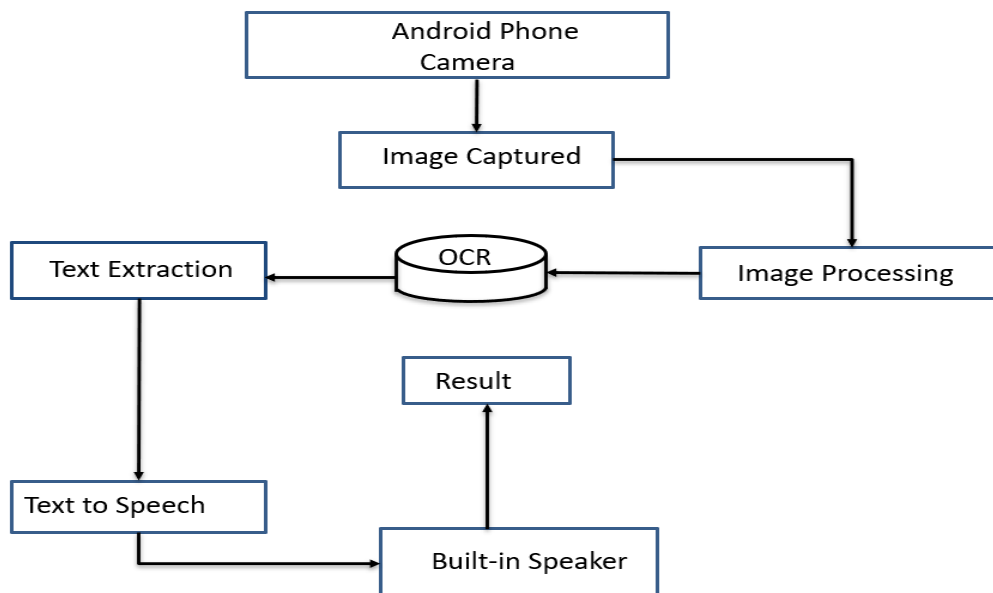 Android Phone
Camera
Image Captured
Image Processing
OCR
Text Extraction
Result
Text to Speech
Built-in Speaker